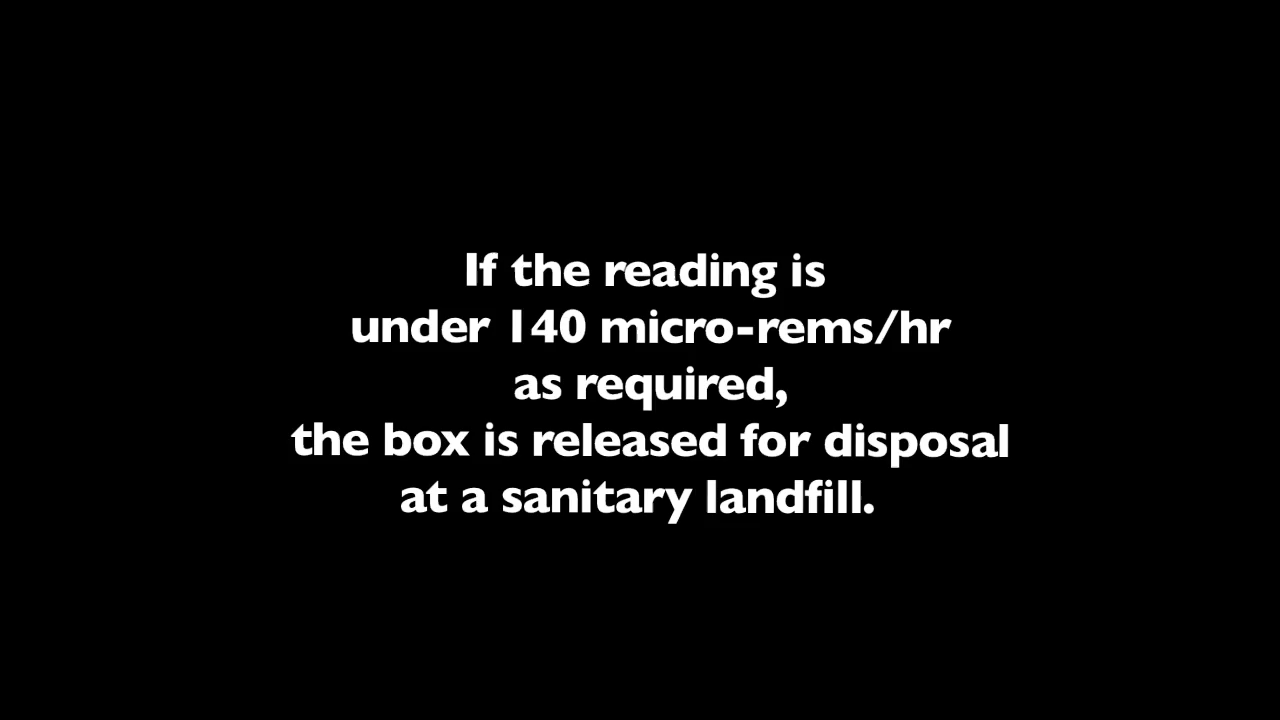 If the reading is
under 140 micro-rems/hr
as required,
the box is released for disposal
at a sanitary landfill.